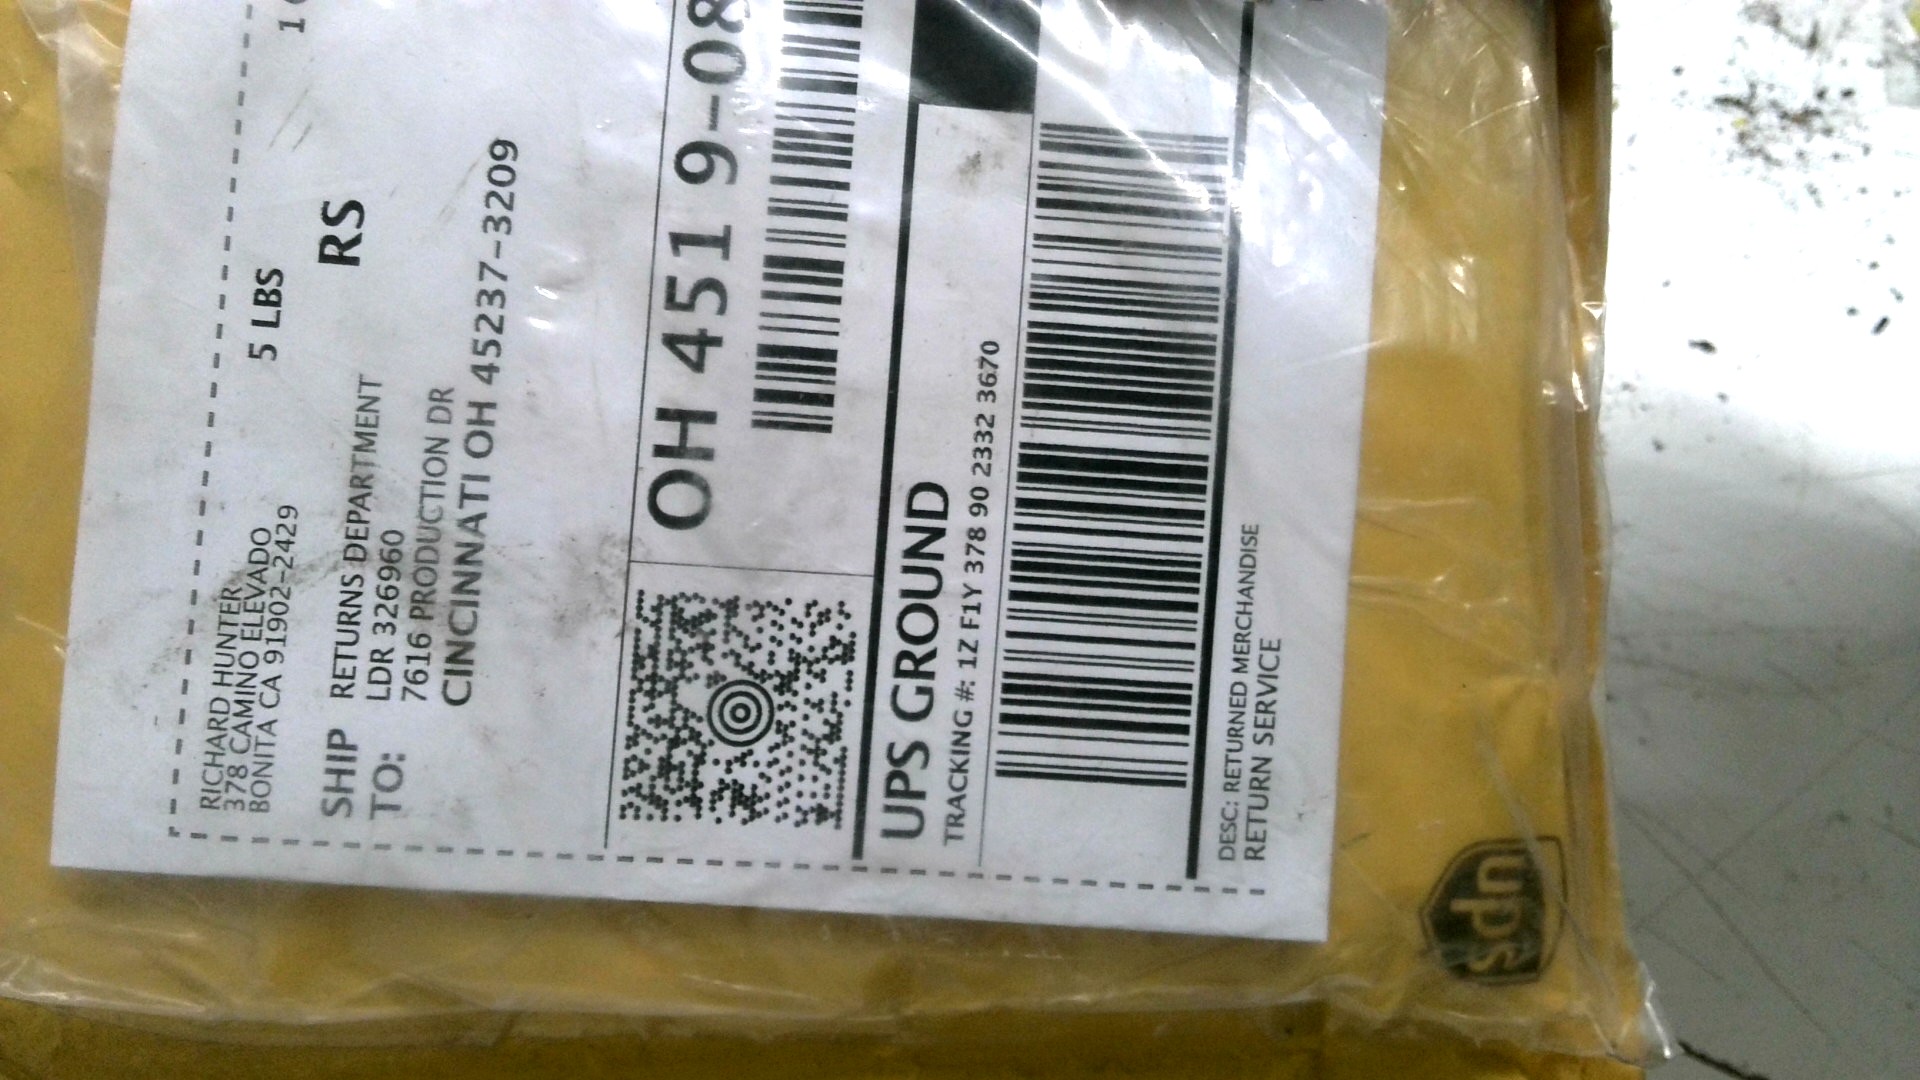 RICHARD HUNTER
378 CAMINO ELEVADO
BONITA CA 91902-2429
5 LBS
RS
SHIP TO:
RETURNS DEPARTMENT
LDR 326960
7616 PRODUCTION DR
CINCINNATI OH 45237-3209
OH 451 9-08
UPS GROUND
TRACKING #: 1Z F1Y 378 90 2332 3670
DESC: RETURNED MERCHANDISE
RETURN SERVICE
ups